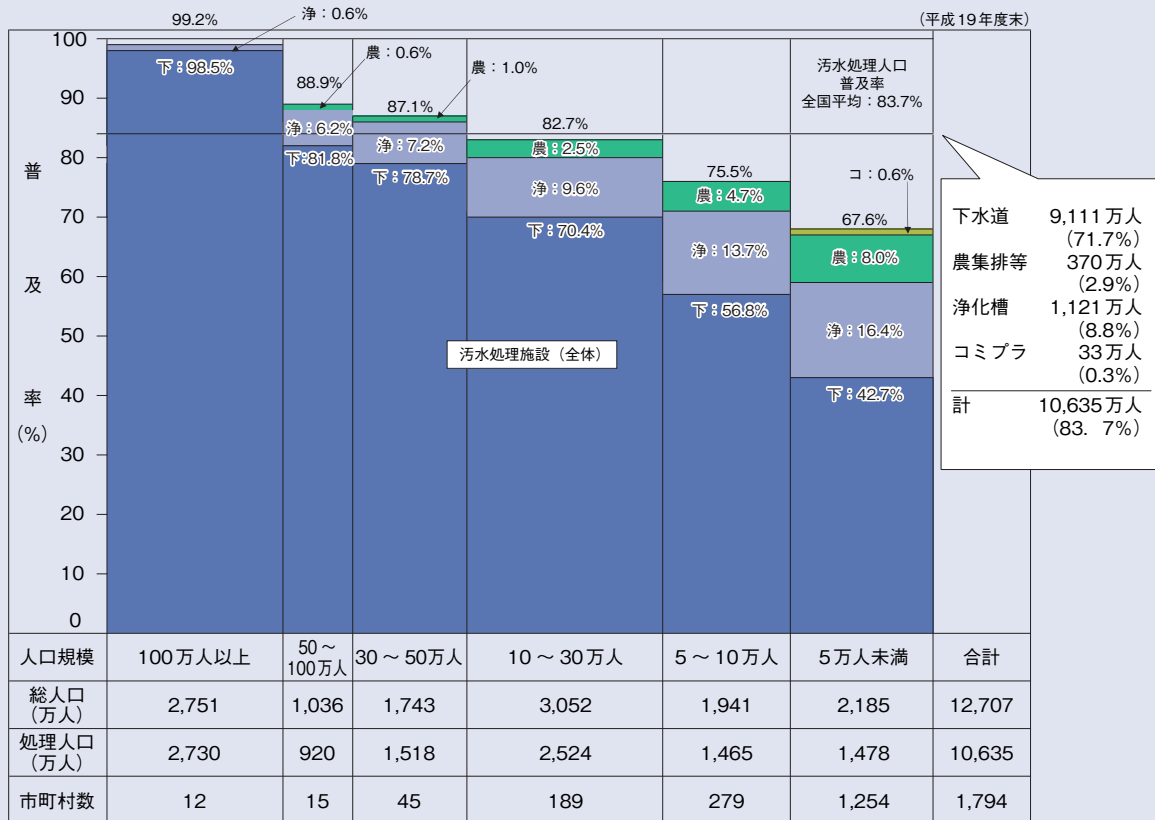 (平成19年度末)
99.2%
浄：0.6%
下：98.5%
88.9%
農：0.6%
浄：6.2%
下：81.8%
87.1%
農：1.0%
浄：7.2%
下：78.7%
82.7%
農：2.5%
浄：9.6%
下：70.4%
75.5%
農：4.7%
浄：13.7%
下：56.8%
67.6%
コ：0.6%
農：8.0%
浄：16.4%
下：42.7%
汚水処理人口
普及率
全国平均：83.7%
汚水処理施設（全体）
普及率
(%)
100
90
80
70
60
50
40
30
20
10
0
下水道 9,111万人
(71.7%)
農集排等 370万人
(2.9%)
浄化槽 1,121万人
(8.8%)
コミプラ 33万人
(0.3%)
計 10,635万人
(83. 7%)
人口規模 100万人以上 50～100万人 30～50万人 10～30万人 5～10万人 5万人未満 合計
総人口(万人) 2,751 1,036 1,743 3,052 1,941 2,185 12,707
処理人口(万人) 2,730 920 1,518 2,524 1,465 1,478 10,635
市町村数 12 15 45 189 279 1,254 1,794